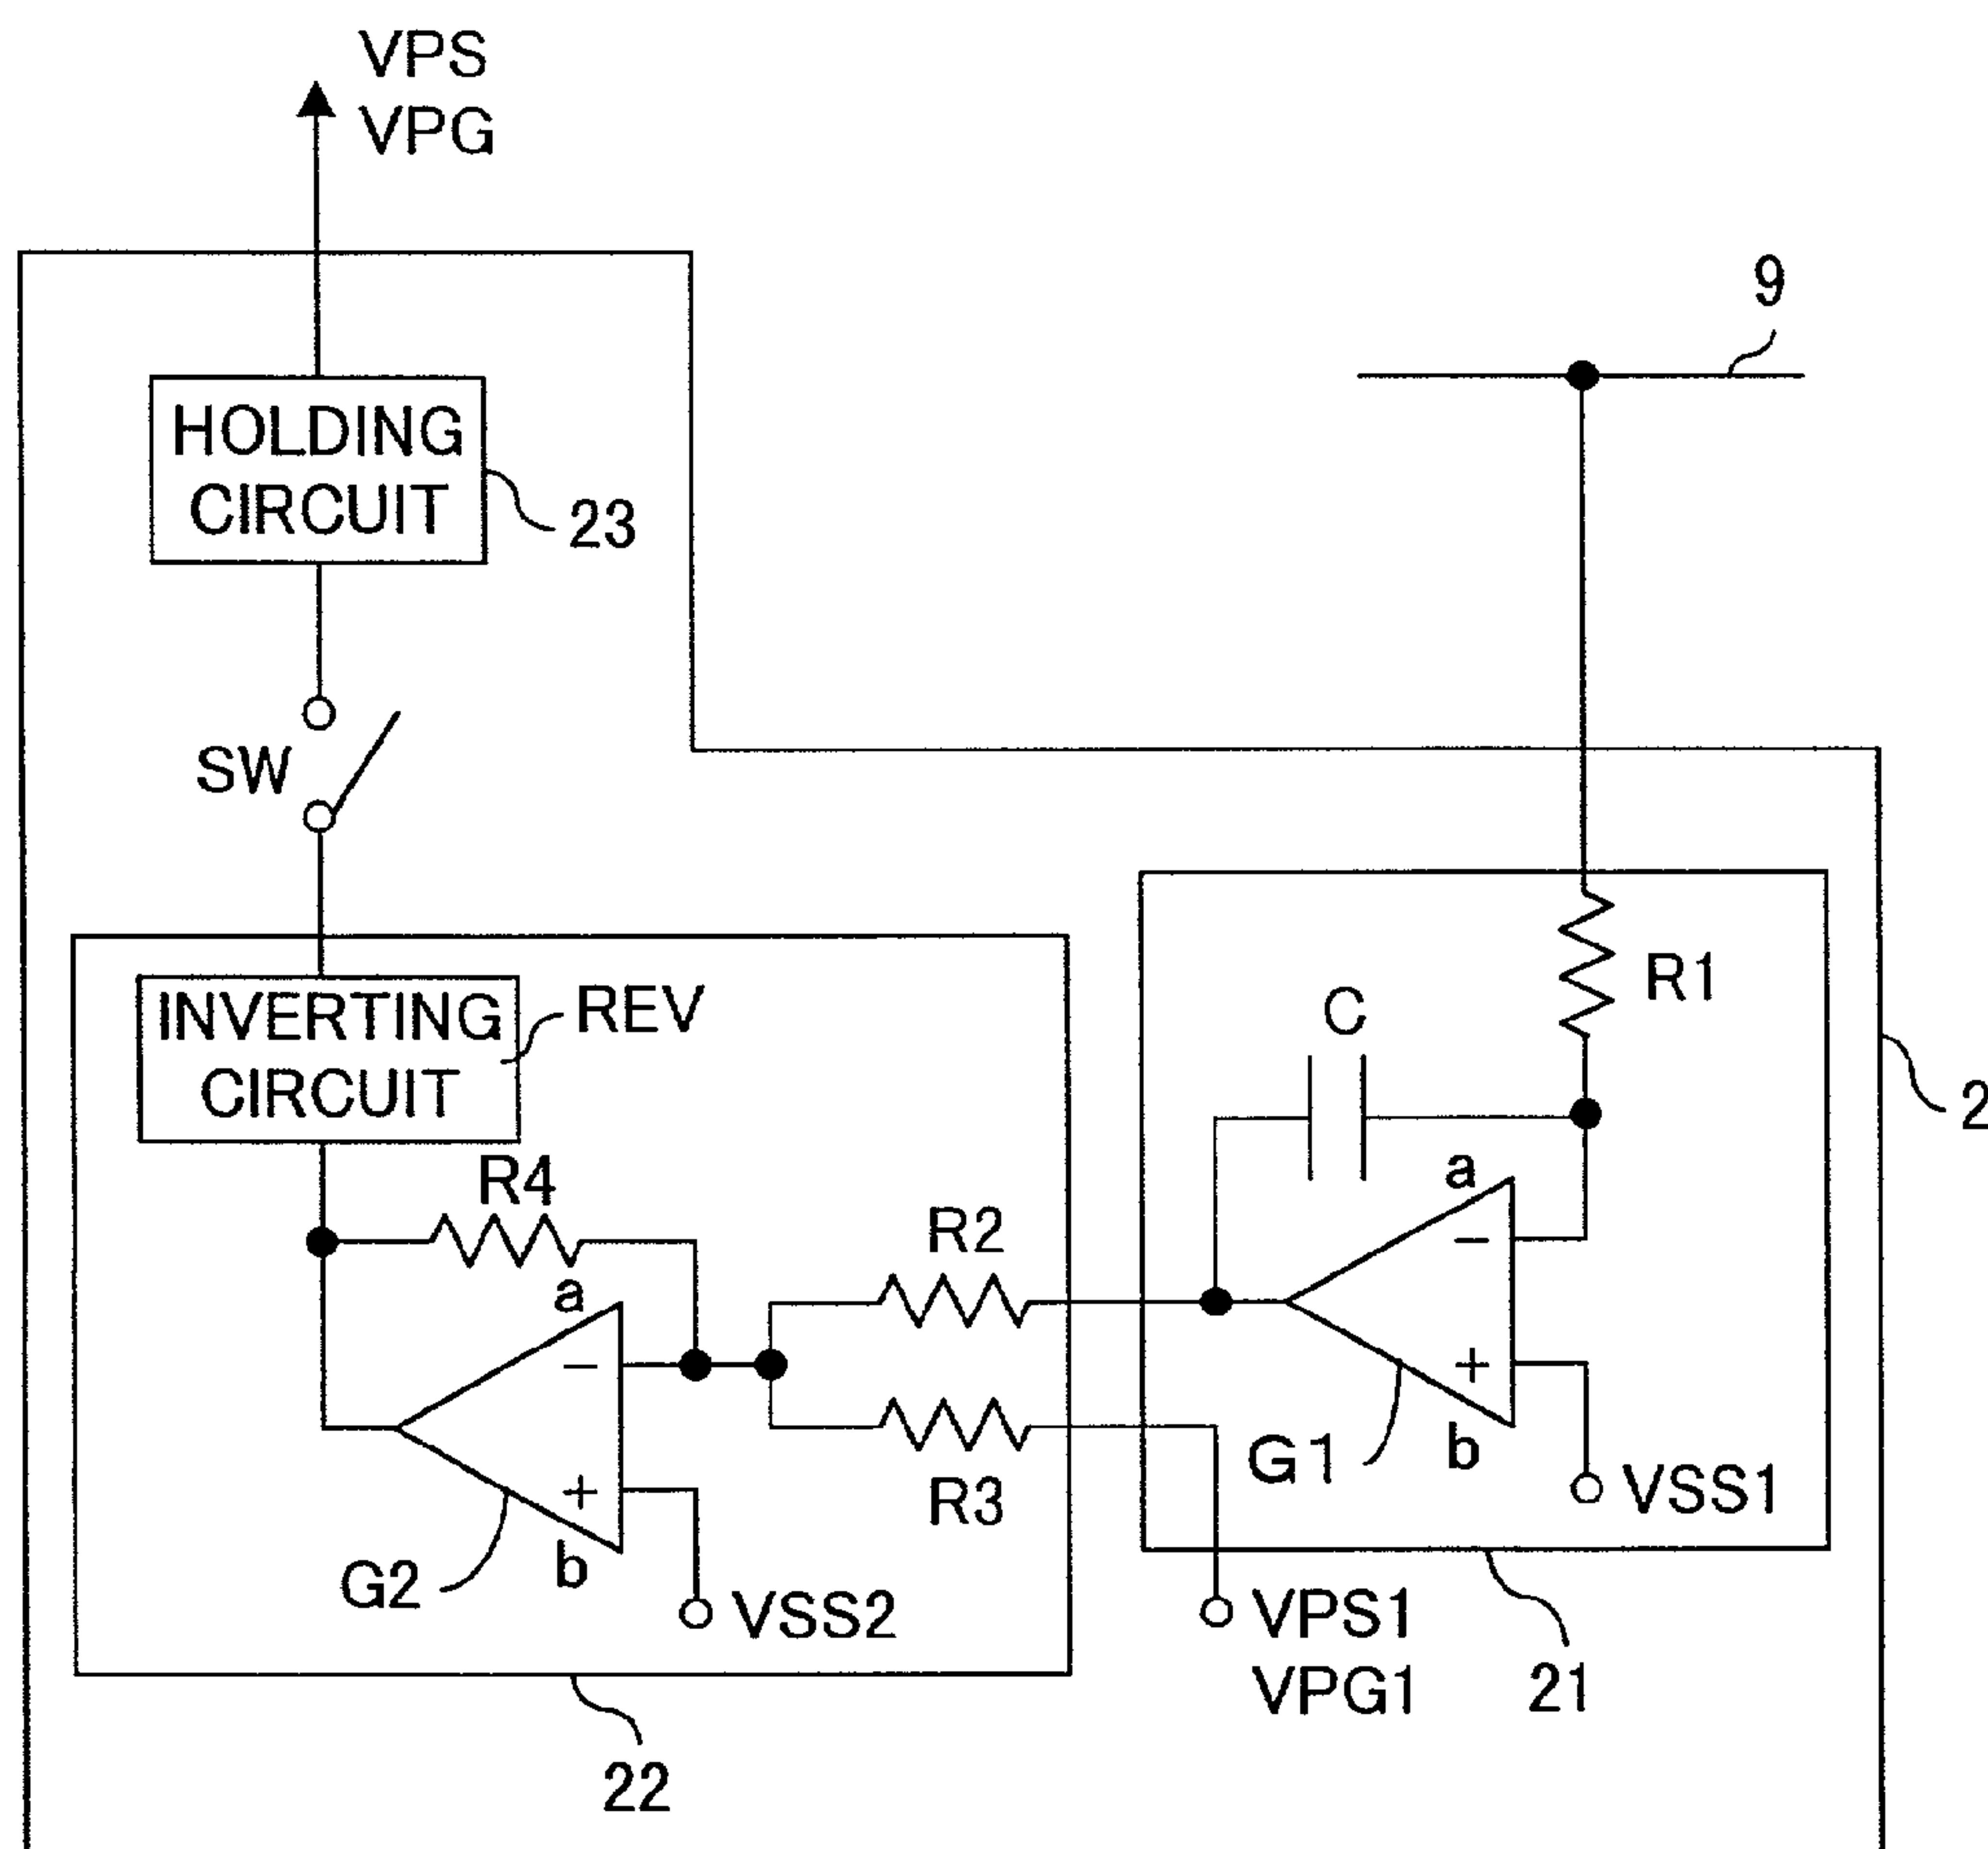 VPS
VPG
9
HOLDING
CIRCUIT
23
SW
INVERTING
CIRCUIT
REV
R1
C
2
R4
a
R2
a
−
−
+
R3
b
G1
VSS1
+
b
G2
VSS2
VPS1
VPG1
21
22